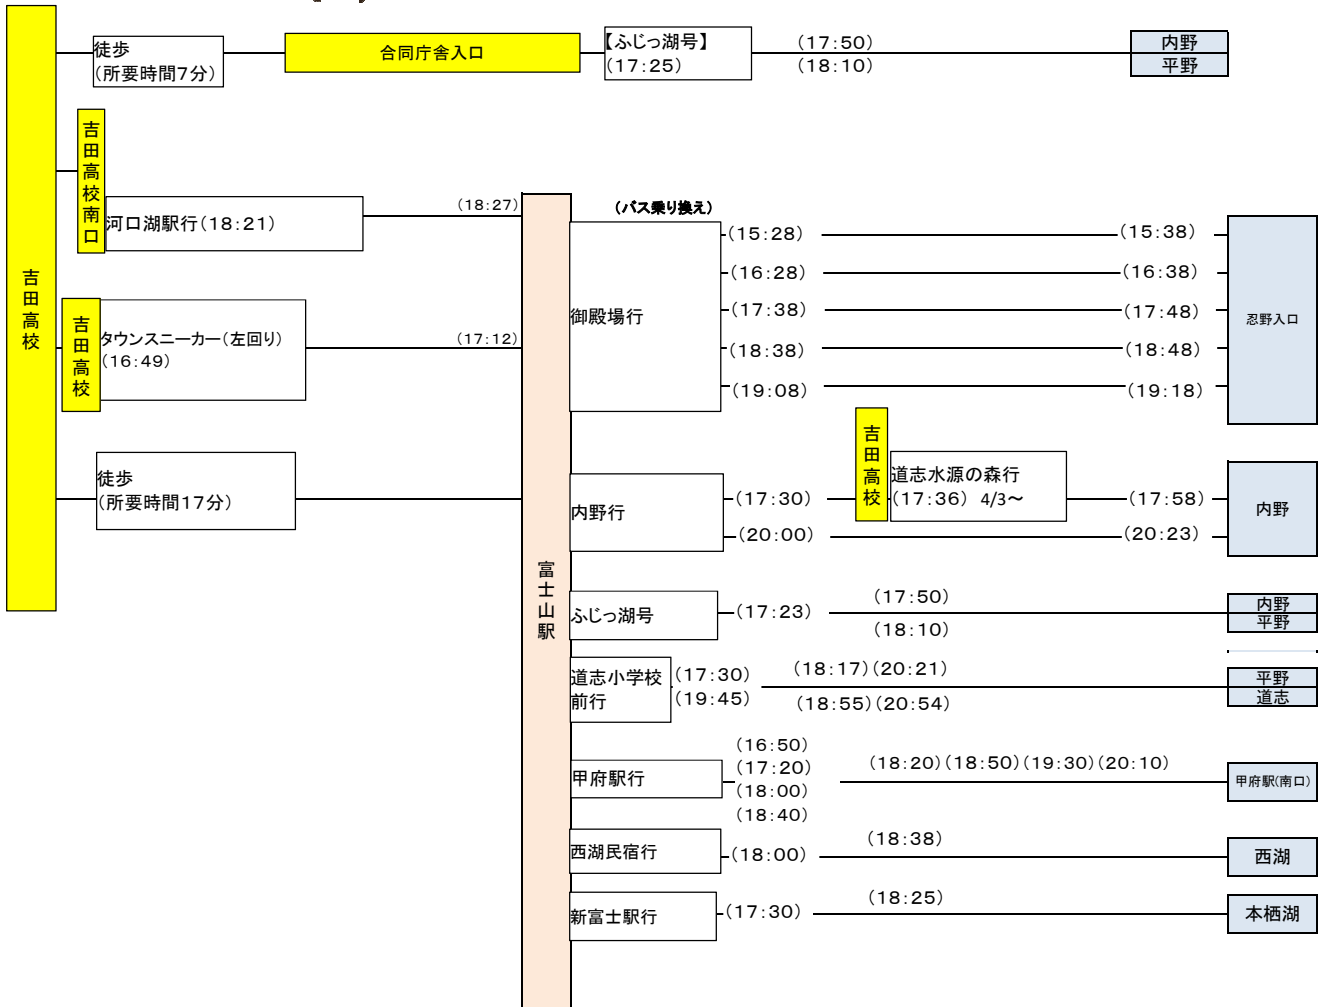 吉田高校
徒歩
(所要時間7分)
合同庁舎入口
【ふじっ湖号】
(17:25)
(17:50)
(18:10)
内野
平野
吉田高校南口
河口湖駅行(18:21)
(18:27)
吉田高校
タウンスニーカー(左回り)
(16:49)
(17:12)
徒歩
(所要時間17分)
富士山駅
(バス乗り換え)
御殿場行
(15:28)
(15:38)
(16:28)
(16:38)
(17:38)
(17:48)
(18:38)
(18:48)
(19:08)
(19:18)
忍野入口
内野行
(17:30)
吉田高校
道志水源の森行
(17:36) 4/3～
(17:58)
(20:00)
(20:23)
内野
ふじっ湖号
(17:23)
(17:50)
(18:10)
内野
平野
道志小学校
前行
(17:30)
(19:45)
(18:17)(20:21)
(18:55)(20:54)
平野
道志
甲府駅行
(16:50)
(17:20)
(18:00)
(18:40)
(18:20)(18:50)(19:30)(20:10)
甲府駅(南口)
西湖民宿行
(18:00)
(18:38)
西湖
新富士駅行
(17:30)
(18:25)
本栖湖